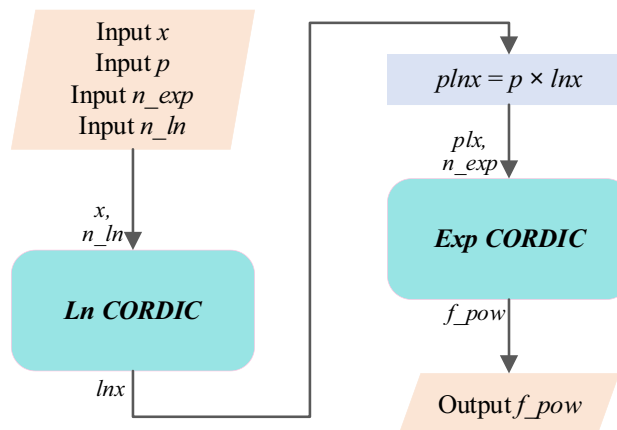 Input x
Input p
Input n_exp
Input n_ln
x,
n_ln
Ln CORDIC
lnx
plnx = p × lnx
plx,
n_exp
Exp CORDIC
f_pow
Output f_pow